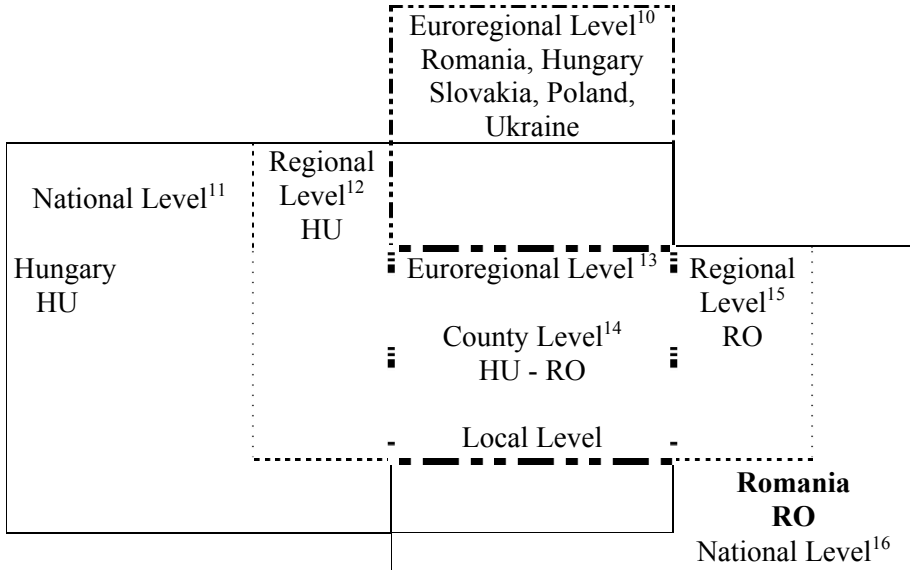 Euroregional Level¹⁰
Romania, Hungary
Slovakia, Poland,
Ukraine
National Level¹¹
Hungary
HU
Regional
Level¹²
HU
Euroregional Level ¹³
County Level¹⁴
HU - RO
Local Level
Regional
Level¹⁵
RO
Romania
RO
National Level¹⁶